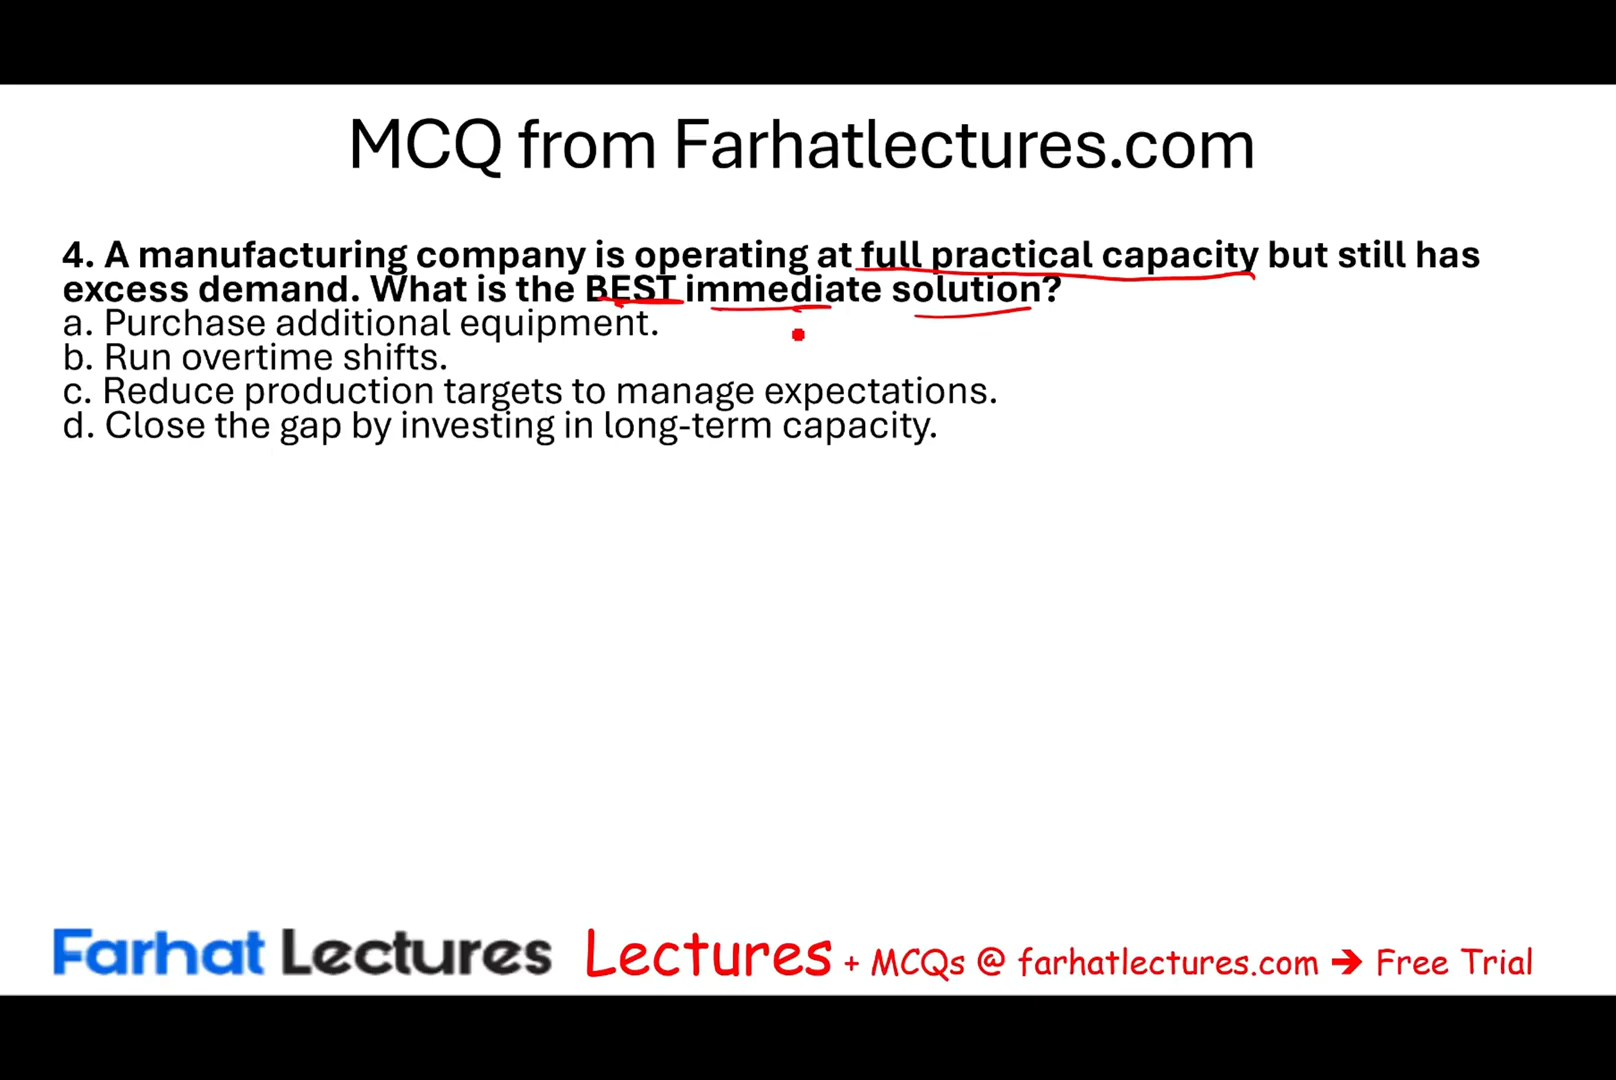 MCQ from Farhatlectures.com
4. A manufacturing company is operating at full practical capacity but still has
excess demand. What is the BEST immediate solution?
a. Purchase additional equipment.
b. Run overtime shifts.
c. Reduce production targets to manage expectations.
d. Close the gap by investing in long-term capacity.
Farhat Lectures Lectures + MCQs @ farhatlectures.com → Free Trial